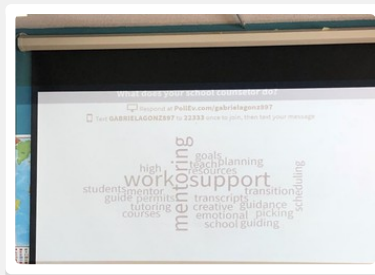 What does your school counselor do?
Respond at PollEv.com/gabrielagonz697
Text GABRIELAGONZ697 to 22333 once to join, then text your message
mentoring
goals
teach planning
high resources
work support
students mentor transition
scheduling
guide permits transcripts
tutoring creative guidance
courses emotional picking
school guiding